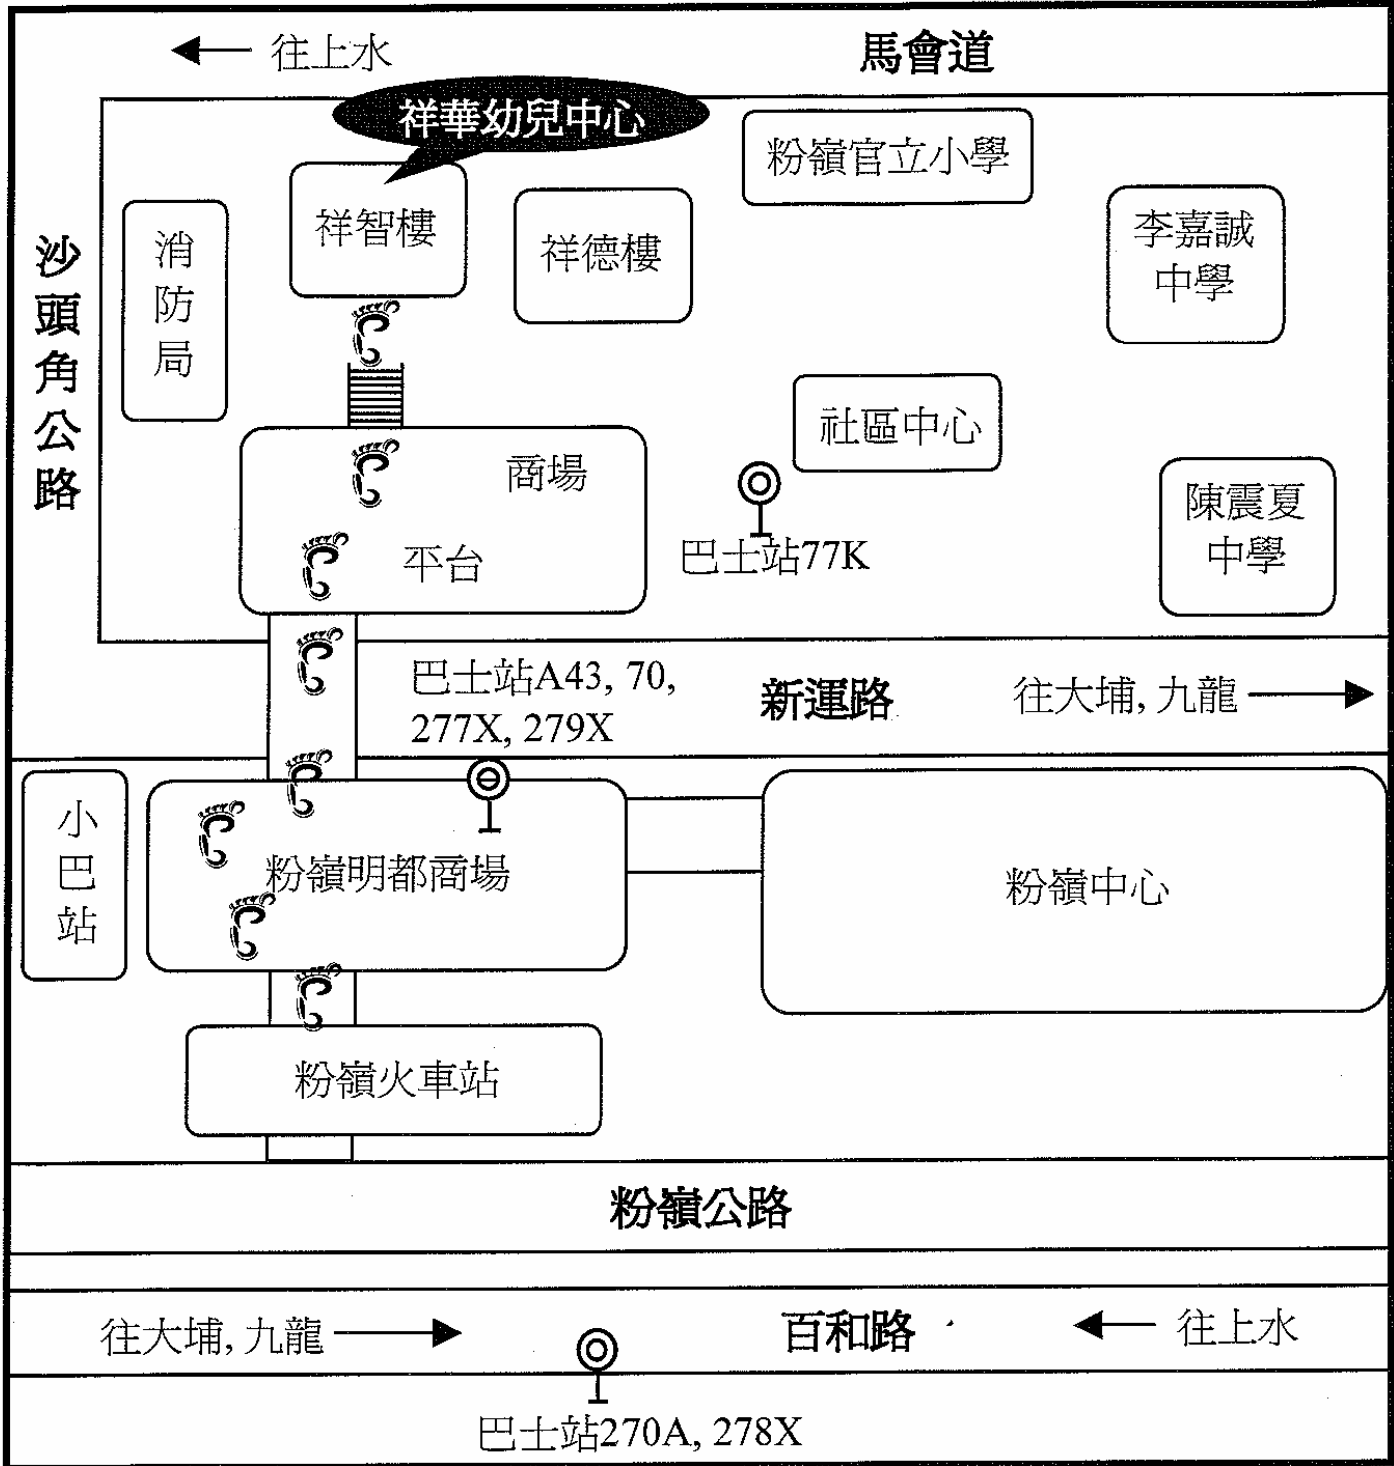 往上水
馬會道
祥華幼兒中心
粉嶺官立小學
祥智樓
祥德樓
李嘉誠
中學
消
防
局
沙
頭
角
公
路
社區中心
商場
平台
巴士站77K
陳震夏
中學
巴士站A43, 70,
277X, 279X
新運路
往大埔, 九龍
小
巴
站
粉嶺明都商場
粉嶺中心
粉嶺火車站
粉嶺公路
往大埔, 九龍
百和路
往上水
巴士站270A, 278X